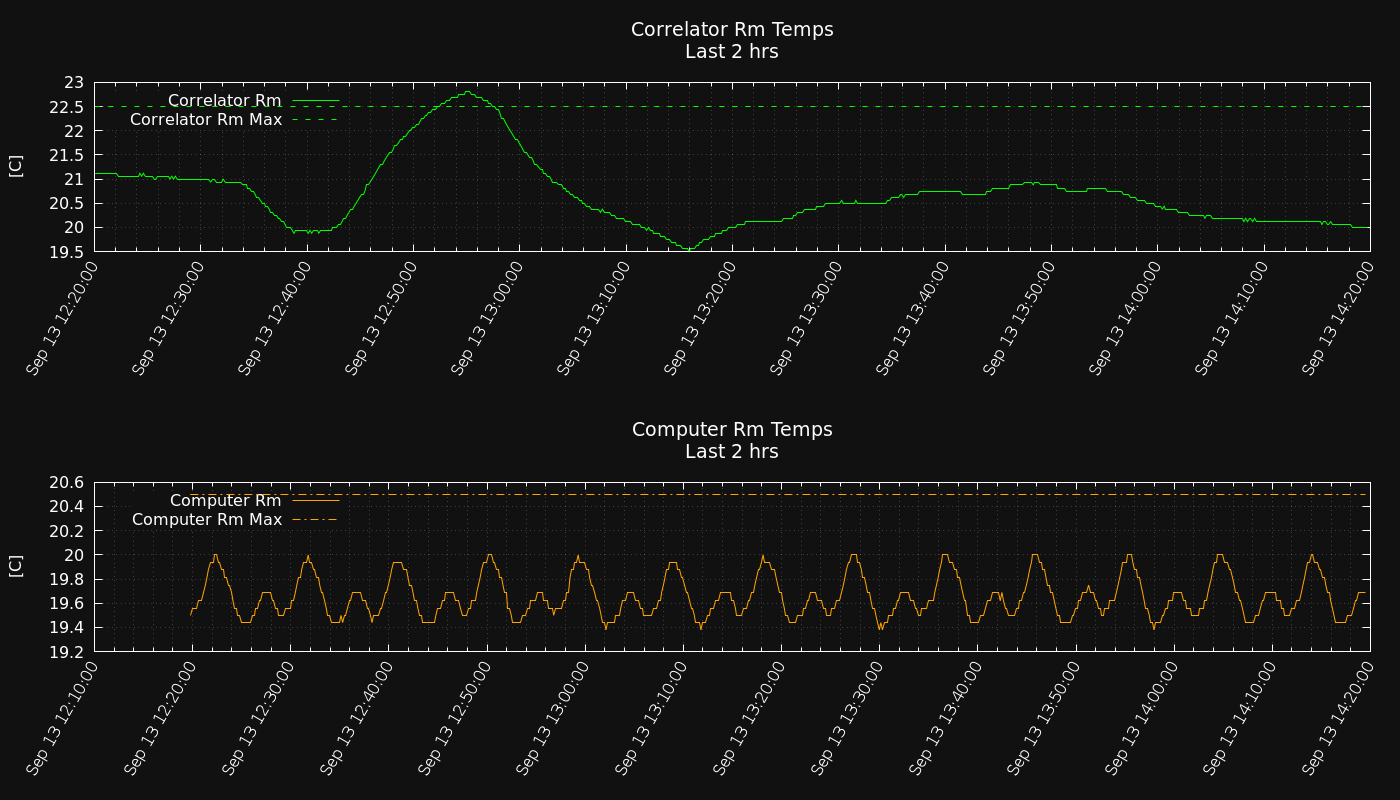 Correlator Rm Temps
Last 2 hrs
[C]
23
22.5
22
21.5
21
20.5
20
19.5
Correlator Rm
Correlator Rm Max
Sep 13 12:20:00
Sep 13 12:30:00
Sep 13 12:40:00
Sep 13 12:50:00
Sep 13 13:00:00
Sep 13 13:10:00
Sep 13 13:20:00
Sep 13 13:30:00
Sep 13 13:40:00
Sep 13 13:50:00
Sep 13 14:00:00
Sep 13 14:10:00
Sep 13 14:20:00
Computer Rm Temps
Last 2 hrs
[C]
20.6
20.4
20.2
20
19.8
19.6
19.4
19.2
Computer Rm
Computer Rm Max
Sep 13 12:10:00
Sep 13 12:20:00
Sep 13 12:30:00
Sep 13 12:40:00
Sep 13 12:50:00
Sep 13 13:00:00
Sep 13 13:10:00
Sep 13 13:20:00
Sep 13 13:30:00
Sep 13 13:40:00
Sep 13 13:50:00
Sep 13 14:00:00
Sep 13 14:10:00
Sep 13 14:20:00